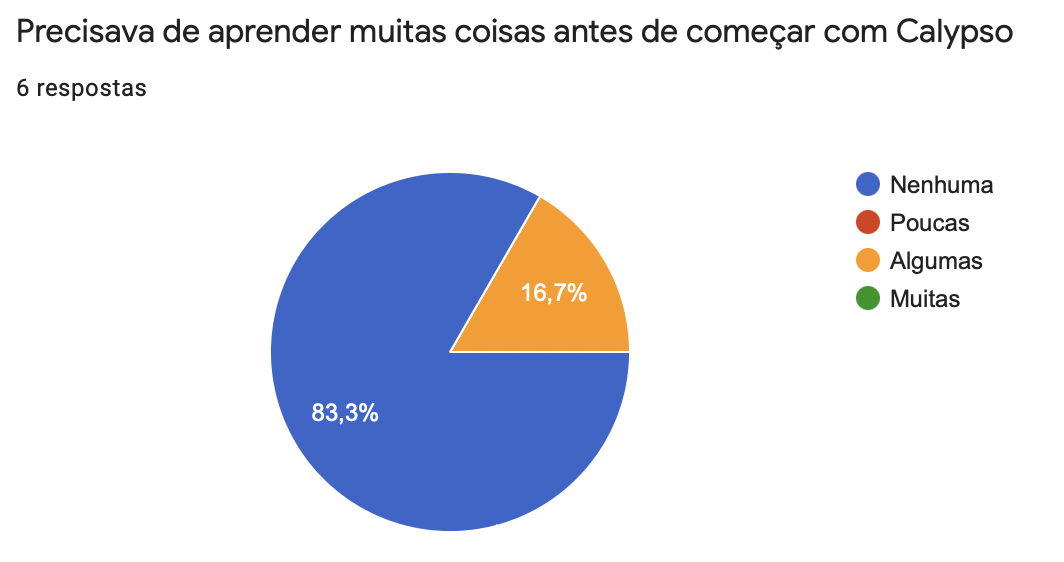 Precisava de aprender muitas coisas antes de começar com Calypso
6 respostas
Nenhuma
Poucas
Algumas
Muitas
16,7%
83,3%